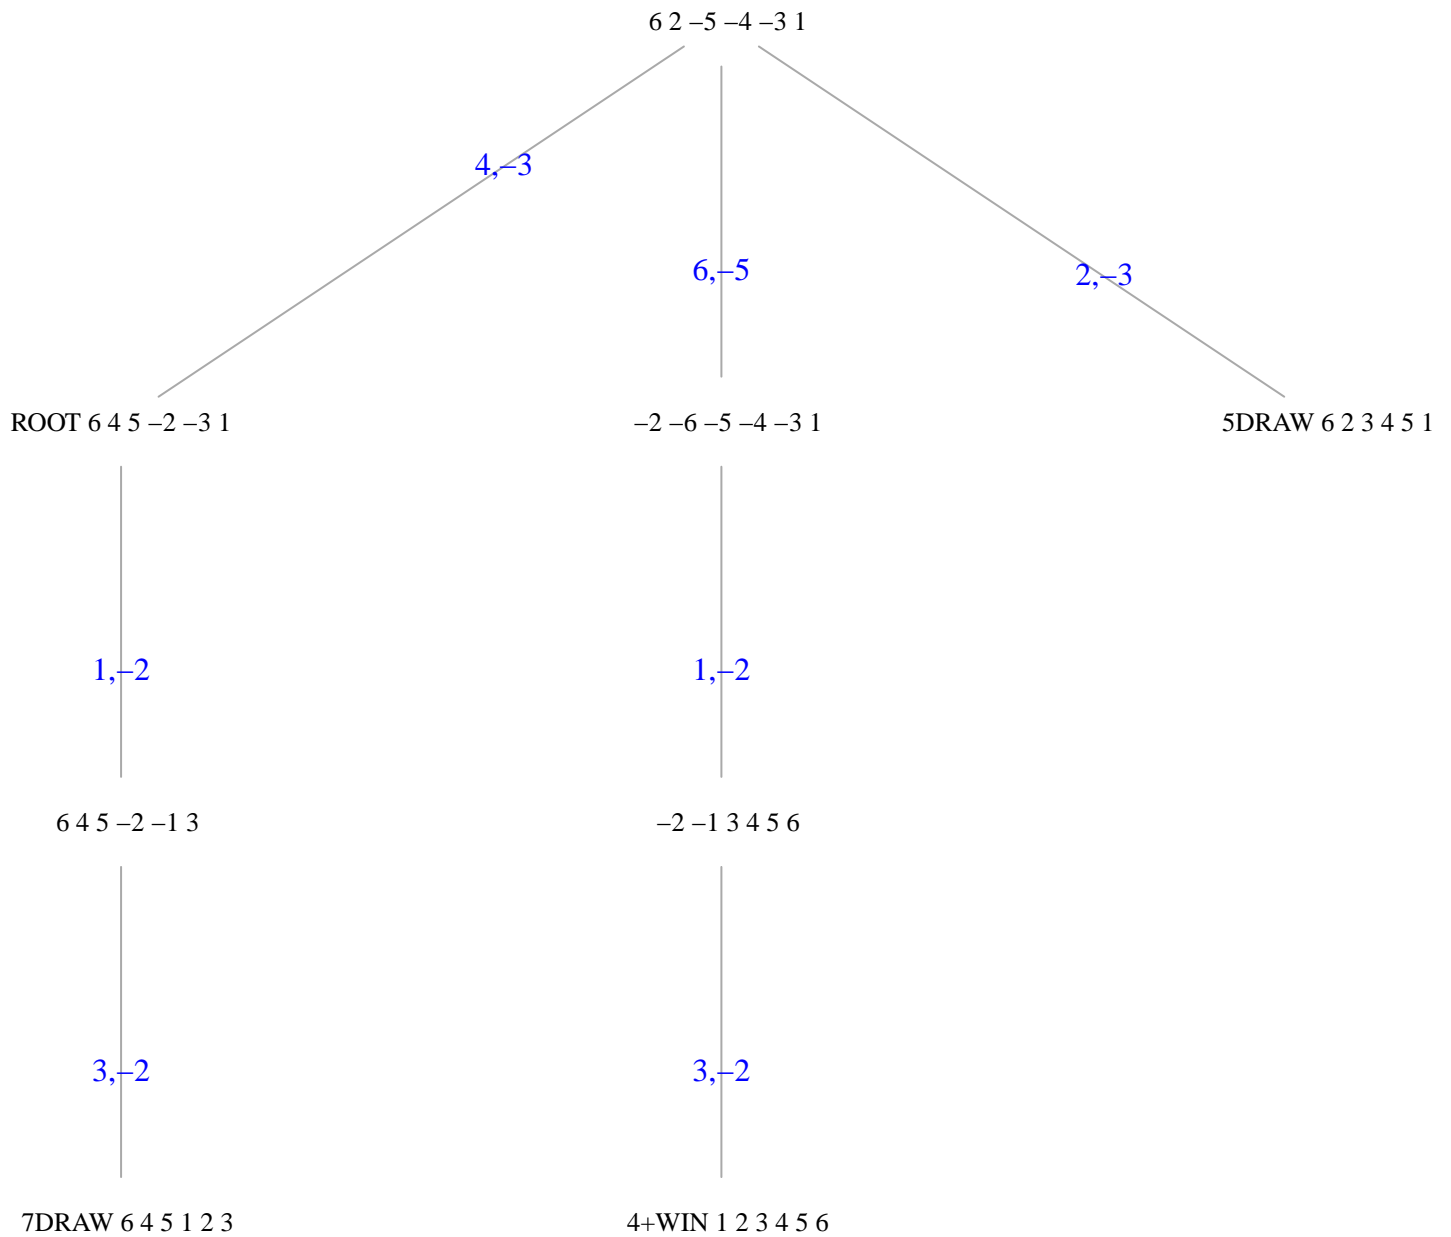 6 2 –5 –4 –3 1
4,–3
6,–5
2,–3
ROOT 6 4 5 –2 –3 1
–2 –6 –5 –4 –3 1
5DRAW 6 2 3 4 5 1
1,–2
1,–2
6 4 5 –2 –1 3
–2 –1 3 4 5 6
3,–2
3,–2
7DRAW 6 4 5 1 2 3
4+WIN 1 2 3 4 5 6